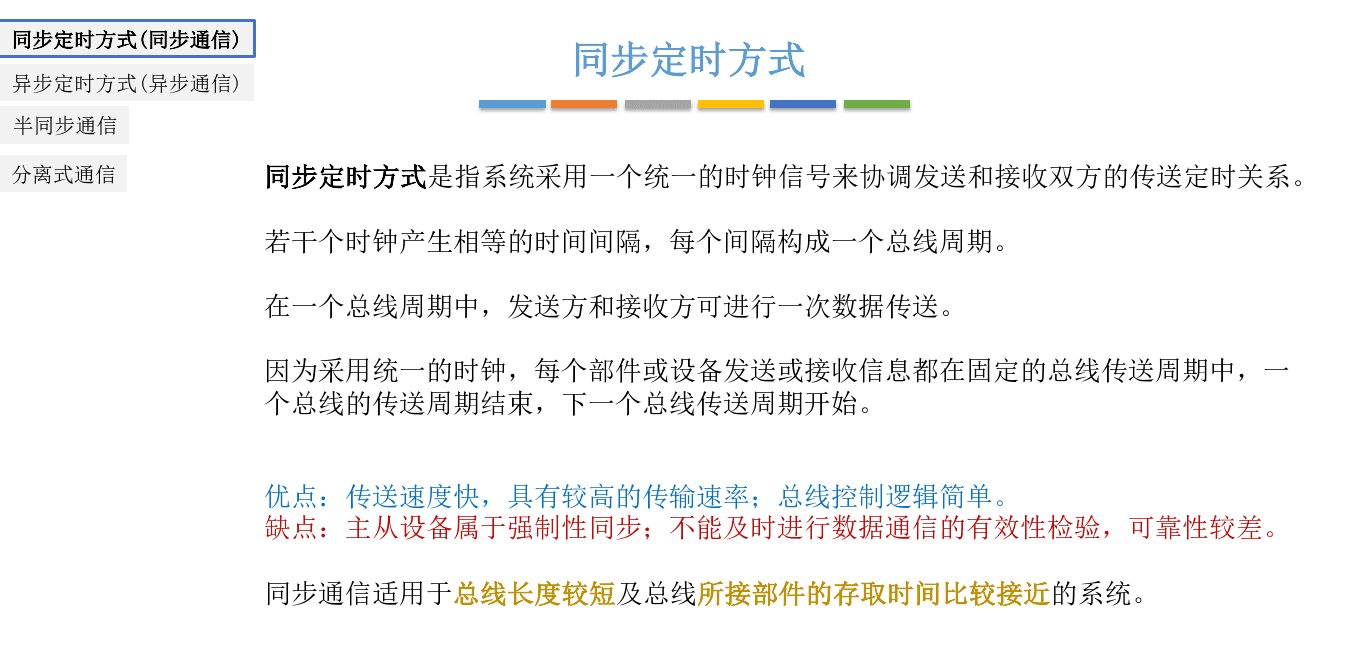 同步定时方式(同步通信)
异步定时方式(异步通信)
半同步通信
分离式通信
同步定时方式
同步定时方式是指系统采用一个统一的时钟信号来协调发送和接收双方的传送定时关系。
若干个时钟产生相等的时间间隔，每个间隔构成一个总线周期。
在一个总线周期中，发送方和接收方可进行一次数据传送。
因为采用统一的时钟，每个部件或设备发送或接收信息都在固定的总线传送周期中，一
个总线的传送周期结束，下一个总线传送周期开始。
优点：传送速度快，具有较高的传输速率；总线控制逻辑简单。
缺点：主从设备属于强制性同步；不能及时进行数据通信的有效性检验，可靠性较差。
同步通信适用于总线长度较短及总线所接部件的存取时间比较接近的系统。